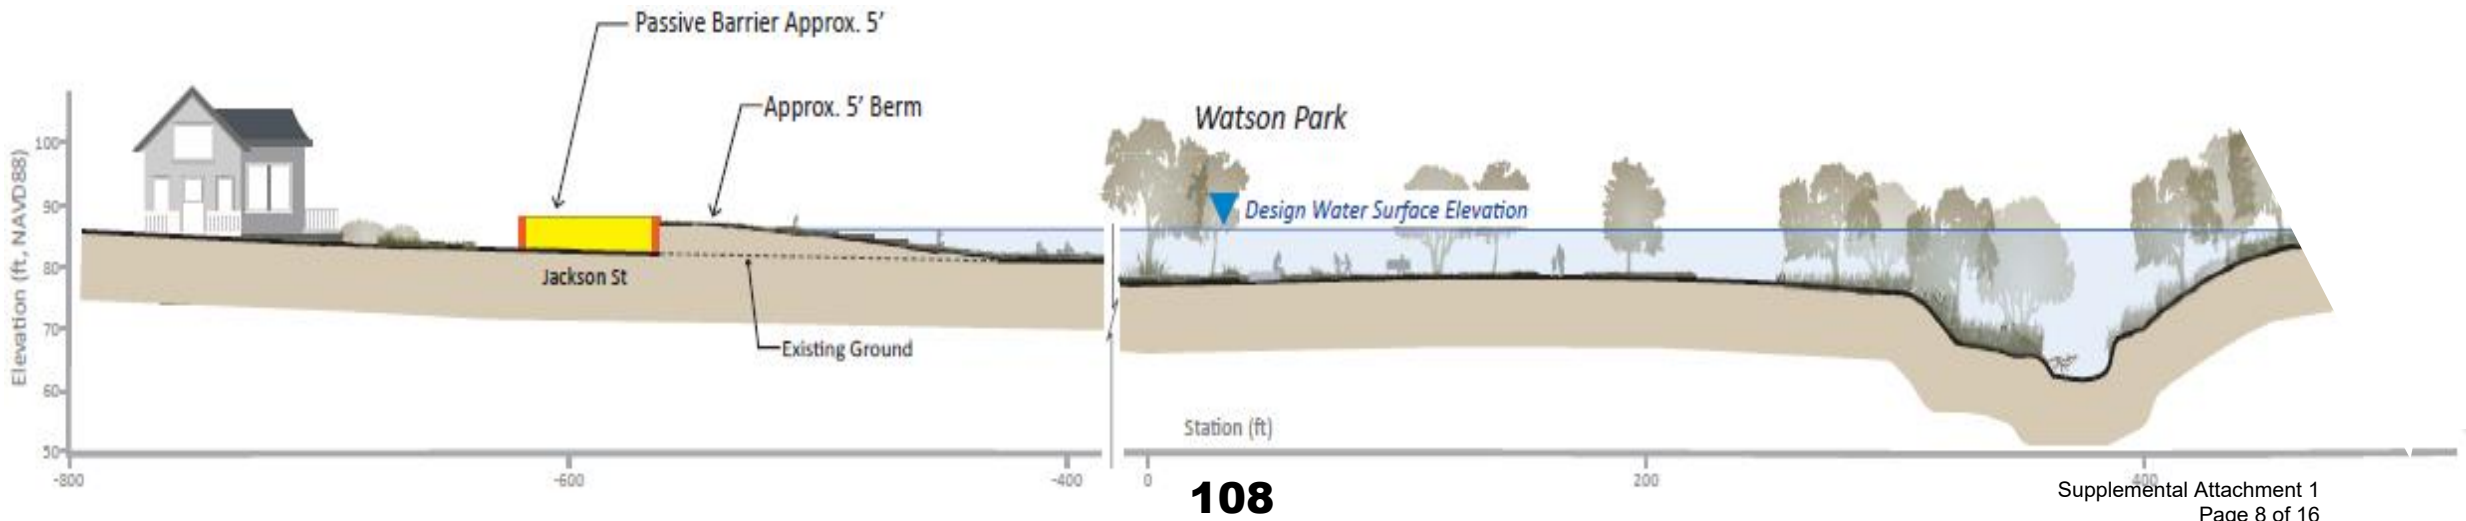 Passive Barrier Approx. 5'
Approx. 5' Berm
Watson Park
Design Water Surface Elevation
Elevation (ft, NAVD88)
100
90
80
70
60
50
Jackson St
Existing Ground
Station (ft)
-800
-600
-400
0
200
400
108
Supplemental Attachment 1
Page 8 of 16